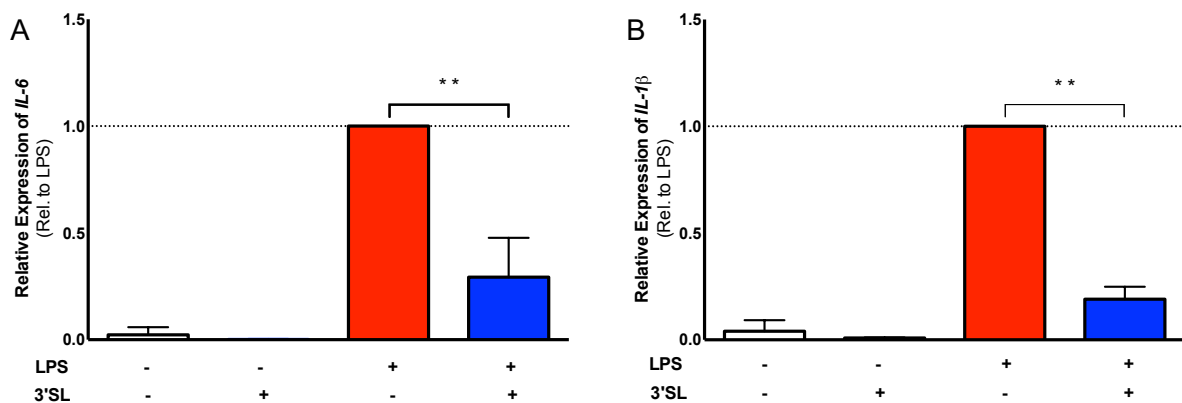 A
Relative Expression of IL-6
(Rel. to LPS)
1.5
1.0
0.5
0.0
* *
LPS - - + +
3'SL - + - +
B
Relative Expression of IL-1β
(Rel. to LPS)
1.5
1.0
0.5
0.0
* *
LPS - - + +
3'SL - + - +